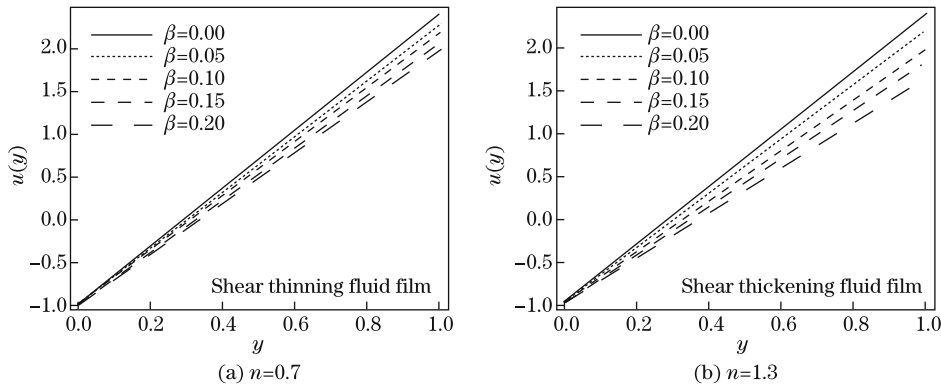 2.0
1.5
1.0
0.5
0.0
−0.5
−1.0
u(y)
β=0.00
β=0.05
β=0.10
β=0.15
β=0.20
Shear thinning fluid film
0.0 0.2 0.4 0.6 0.8 1.0
y
(a) n=0.7
2.0
1.5
1.0
0.5
0.0
−0.5
−1.0
u(y)
β=0.00
β=0.05
β=0.10
β=0.15
β=0.20
Shear thickening fluid film
0.0 0.2 0.4 0.6 0.8 1.0
y
(b) n=1.3